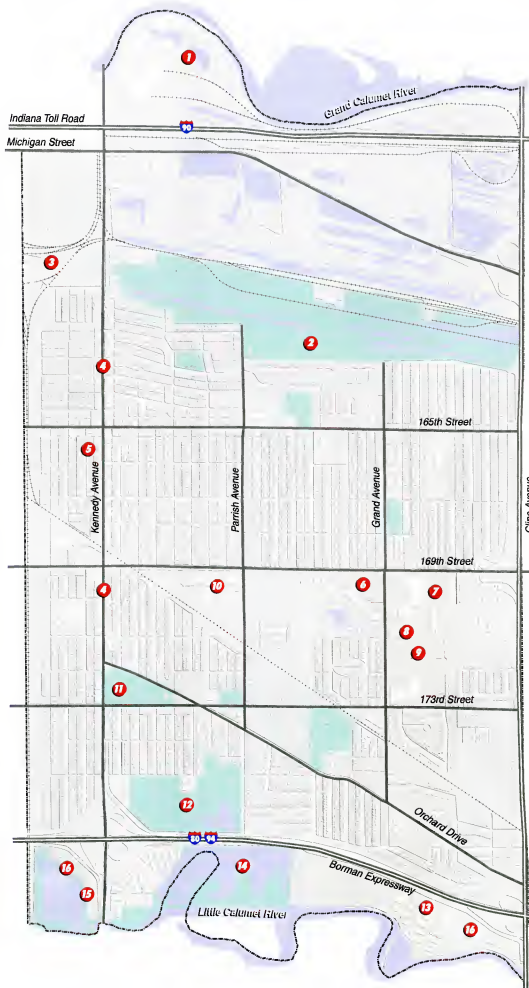 1
Grand Calumet River
Indiana Toll Road
90
Michigan Street
3
2
4
165th Street
5
Kennedy Avenue
Parrish Avenue
Grand Avenue
Cline Avenue
169th Street
4
10
6
7
8
9
11
173rd Street
12
Orchard Drive
80 94
Borman Expressway
16
14
15
13
Little Calumet River
16